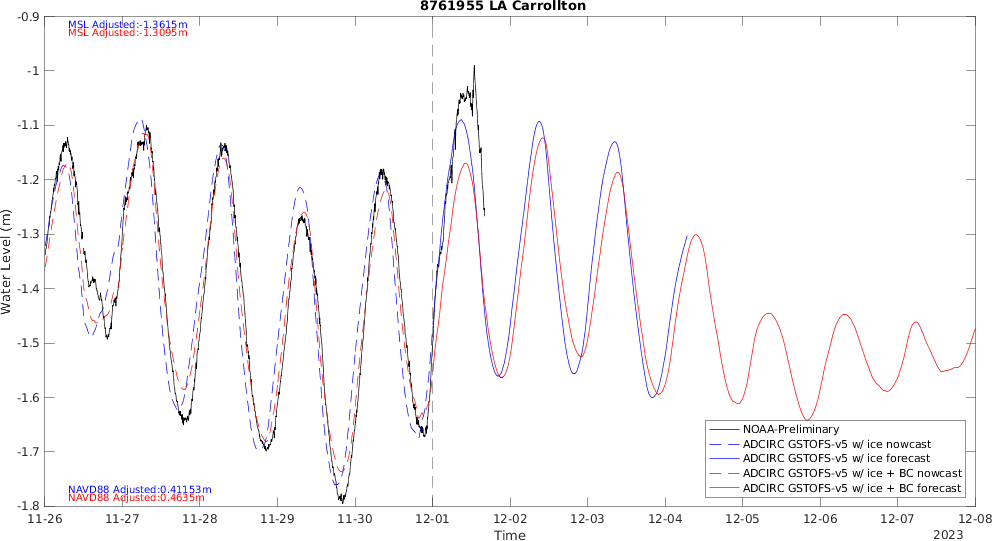 8761955 LA Carrollton
MSL Adjusted:-1.3615m
MSL Adjusted:-1.3095m
-0.9
-1
-1.1
-1.2
-1.3
-1.4
-1.5
-1.6
-1.7
-1.8
Water Level (m)
NOAA-Preliminary
ADCIRC GSTOFS-v5 w/ ice nowcast
ADCIRC GSTOFS-v5 w/ ice forecast
ADCIRC GSTOFS-v5 w/ ice + BC nowcast
ADCIRC GSTOFS-v5 w/ ice + BC forecast
NAVD88 Adjusted:0.41153m
NAVD88 Adjusted:0.4635m
11-26 11-27 11-28 11-29 11-30 12-01 12-02 12-03 12-04 12-05 12-06 12-07 12-08
Time
2023